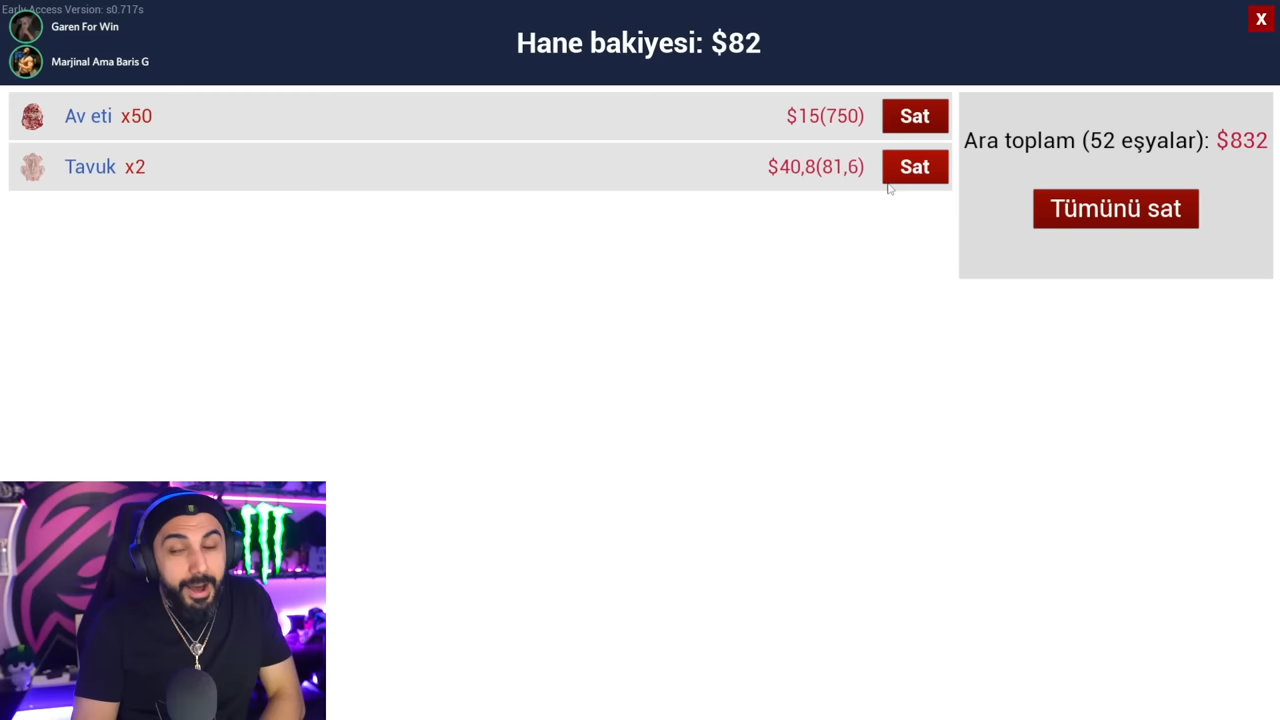 Early Access Version: s0.717s
Garen For Win
Marjinal Ama Baris G
Hane bakiyesi: $82
X
Av eti x50 $15(750) Sat
Tavuk x2 $40,8(81,6) Sat
Ara toplam (52 eşyalar): $832
Tümünü sat